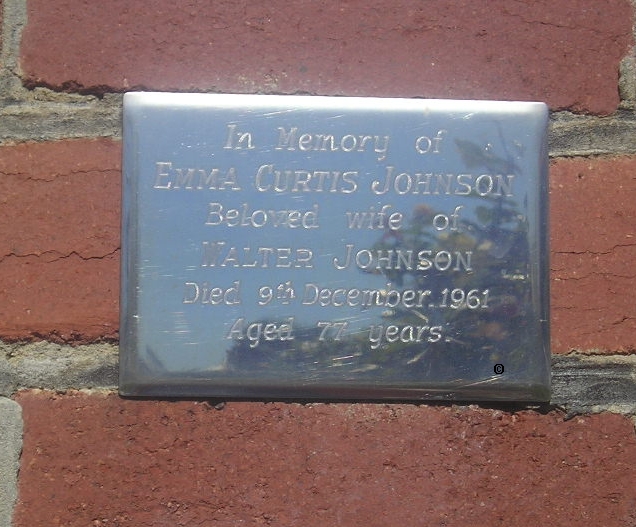 In Memory of
EMMA CURTIS JOHNSON
Beloved wife of
WALTER JOHNSON
Died 9th December.1961
Aged 77 years.
©